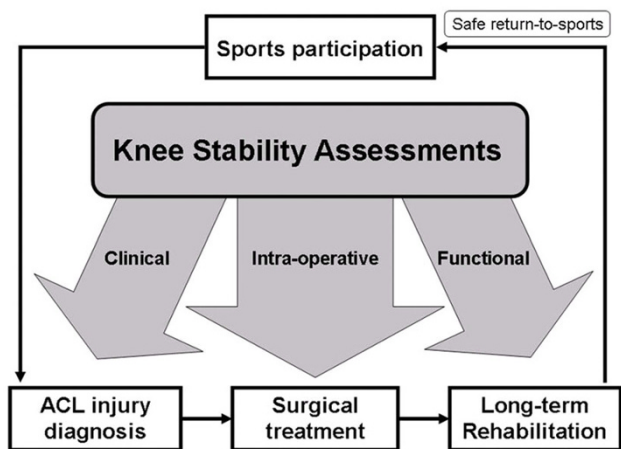 Safe return-to-sports
Sports participation
Knee Stability Assessments
Clinical
Intra-operative
Functional
ACL injury
diagnosis
Surgical
treatment
Long-term
Rehabilitation